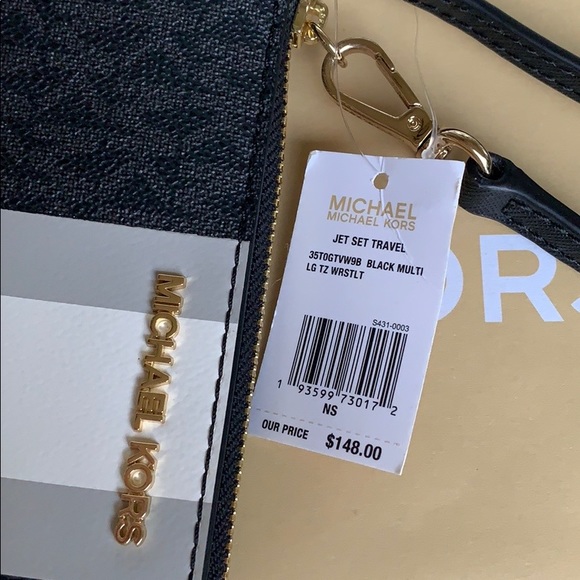 MICHAEL KORS
MICHAEL
MICHAEL KORS
JET SET TRAVEL
35T0GTVW9B BLACK MULTI
LG TZ WRSTLT
S431-0003
1 93599 73017 2
NS
OUR PRICE $148.00
ORS